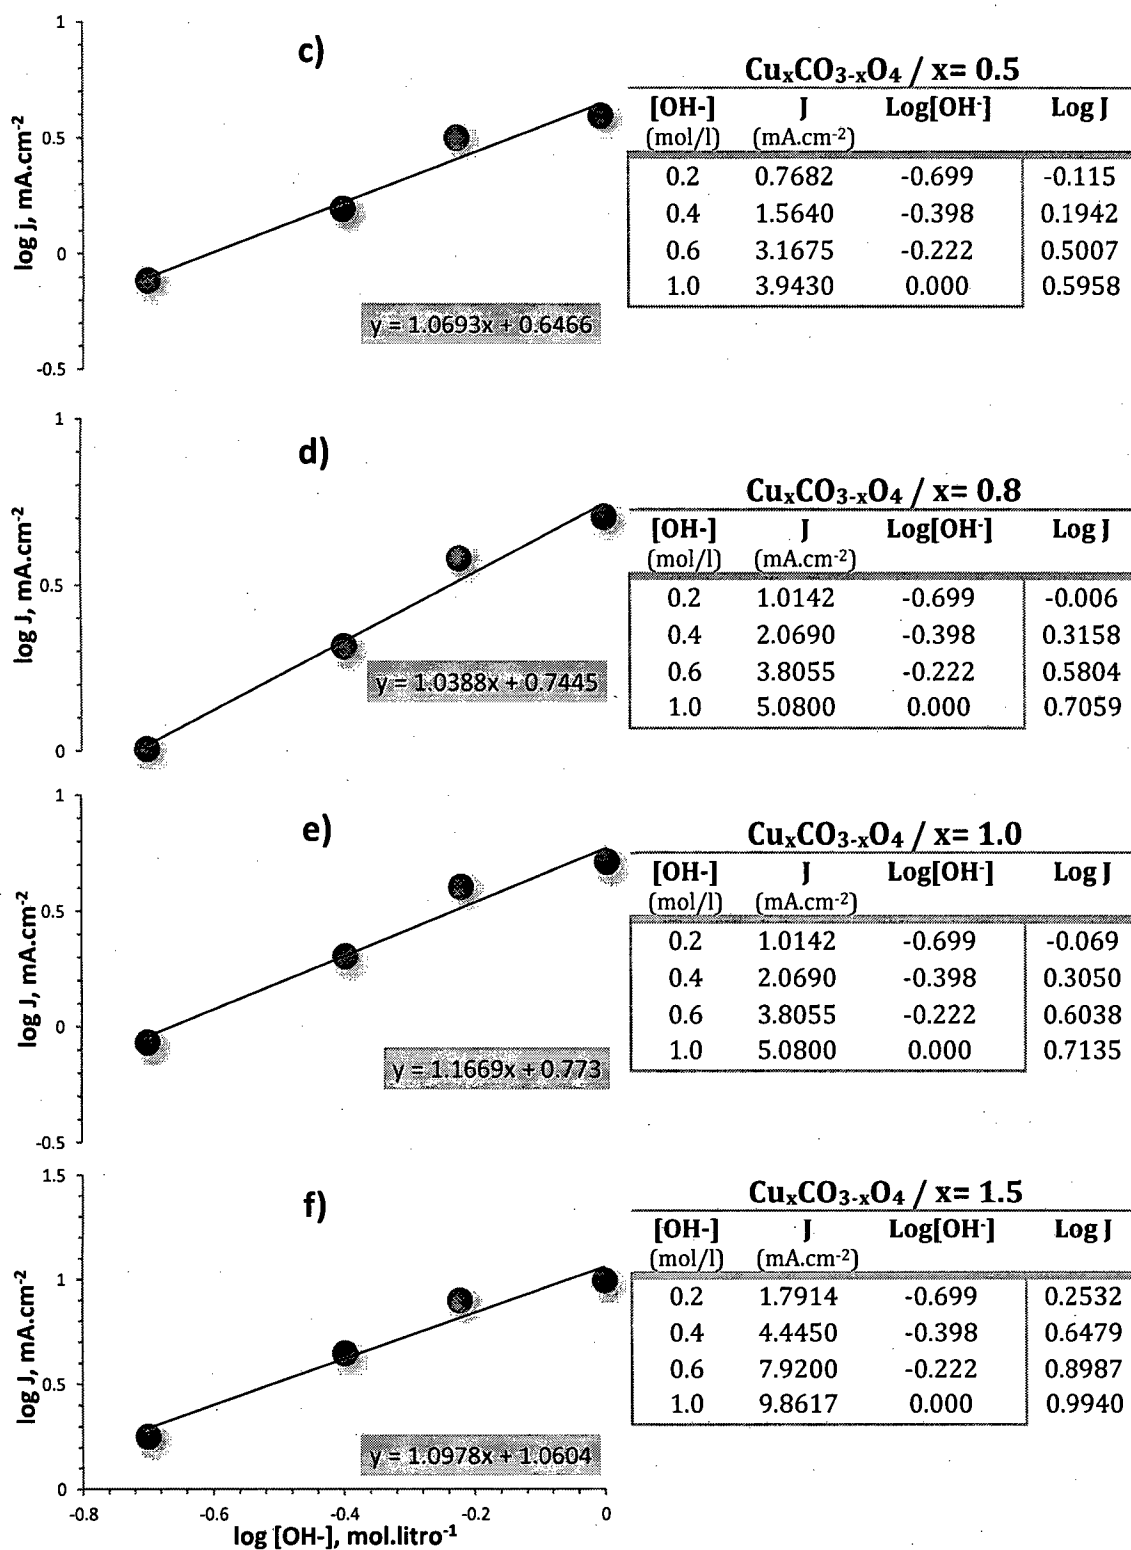 c)
1
0.5
0
-0.5
log j, mA.cm-2
y = 1.0693x + 0.6466
CuxCO3-xO4 / x= 0.5
[OH-] J Log[OH-] Log J
(mol/l) (mA.cm-2)
0.2 0.7682 -0.699 -0.115
0.4 1.5640 -0.398 0.1942
0.6 3.1675 -0.222 0.5007
1.0 3.9430 0.000 0.5958
d)
1
0.5
0
log J, mA.cm-2
y = 1.0388x + 0.7445
CuxCO3-xO4 / x= 0.8
[OH-] J Log[OH-] Log J
(mol/l) (mA.cm-2)
0.2 1.0142 -0.699 -0.006
0.4 2.0690 -0.398 0.3158
0.6 3.8055 -0.222 0.5804
1.0 5.0800 0.000 0.7059
e)
1
0.5
0
-0.5
log J, mA.cm-2
y = 1.1669x + 0.773
CuxCO3-xO4 / x= 1.0
[OH-] J Log[OH-] Log J
(mol/l) (mA.cm-2)
0.2 1.0142 -0.699 -0.069
0.4 2.0690 -0.398 0.3050
0.6 3.8055 -0.222 0.6038
1.0 5.0800 0.000 0.7135
f)
1.5
1
0.5
0
log J, mA.cm-2
y = 1.0978x + 1.0604
-0.8 -0.6 -0.4 -0.2 0
log [OH-], mol.litro-1
CuxCO3-xO4 / x= 1.5
[OH-] J Log[OH-] Log J
(mol/l) (mA.cm-2)
0.2 1.7914 -0.699 0.2532
0.4 4.4450 -0.398 0.6479
0.6 7.9200 -0.222 0.8987
1.0 9.8617 0.000 0.9940